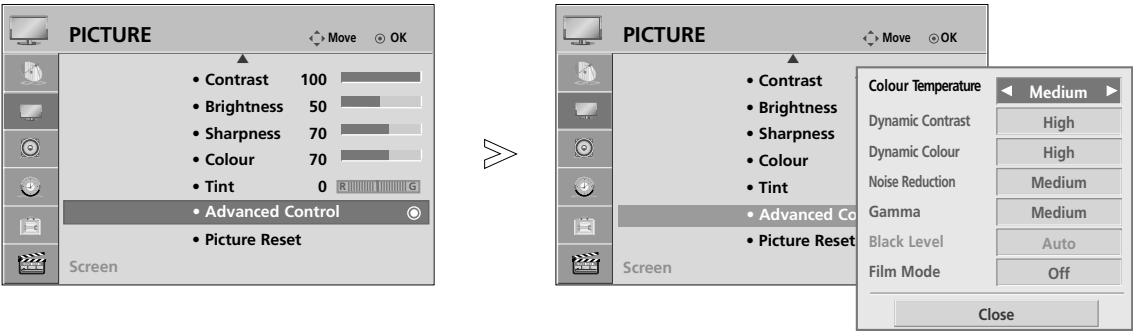 PICTURE Move OK
• Contrast 100
• Brightness 50
• Sharpness 70
• Colour 70
• Tint 0 R G
• Advanced Control
• Picture Reset
Screen
PICTURE Move OK
• Contrast
• Brightness
• Sharpness
• Colour
• Tint
• Advanced Co
• Picture Reset
Screen
Colour Temperature Medium
Dynamic Contrast High
Dynamic Colour High
Noise Reduction Medium
Gamma Medium
Black Level Auto
Film Mode Off
Close